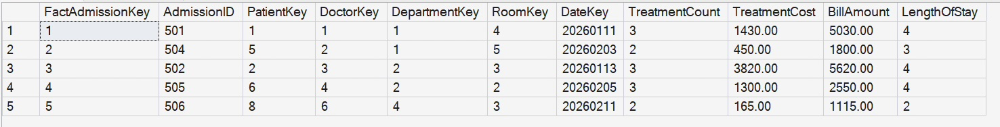 FactAdmissionKey AdmissionID PatientKey DoctorKey DepartmentKey RoomKey DateKey TreatmentCount TreatmentCost BillAmount LengthOfStay
1 1 501 1 1 1 4 20260111 3 1430.00 5030.00 4
2 2 504 5 2 1 5 20260203 2 450.00 1800.00 3
3 3 502 2 3 2 3 20260113 3 3820.00 5620.00 4
4 4 505 6 4 2 2 20260205 3 1300.00 2550.00 4
5 5 506 8 6 4 3 20260211 2 165.00 1115.00 2